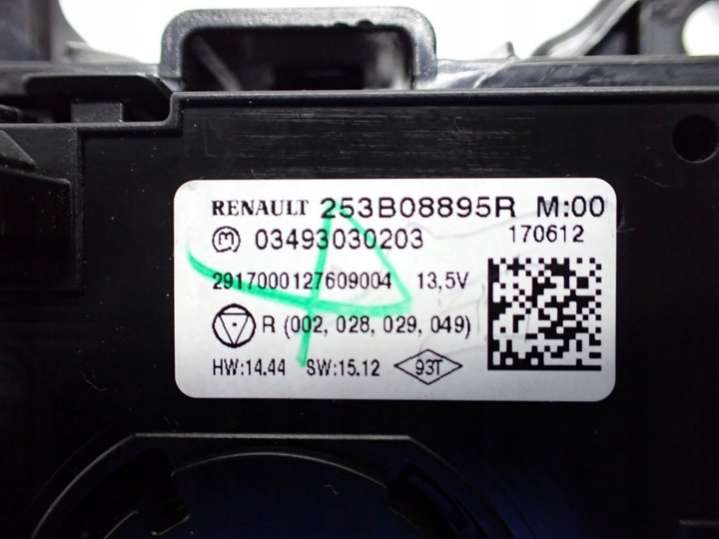 RENAULT 253B08895R M:00
M 03493030203 170612
2917000127609004 13,5V
R (002, 028, 029, 049)
HW:14.44 SW:15.12 93T